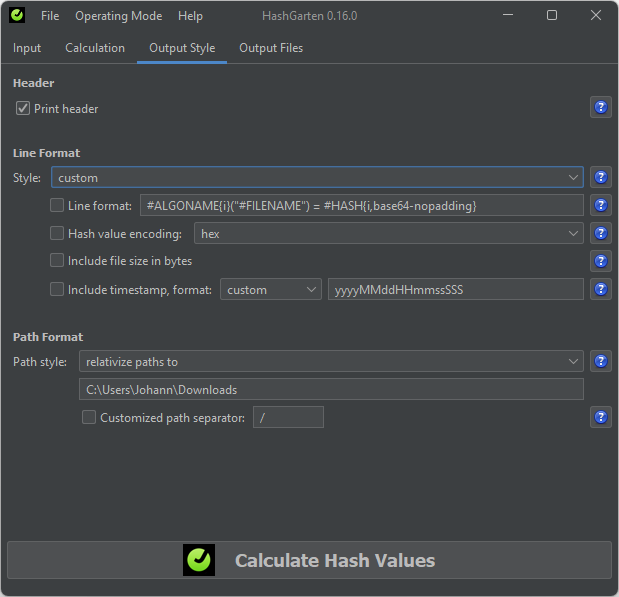 File Operating Mode Help HashGarten 0.16.0
Input Calculation Output Style Output Files
Header
Print header
?
Line Format
Style: custom ?
Line format: #ALGONAME{i}("#FILENAME") = #HASH{i,base64-nopadding} ?
Hash value encoding: hex ?
Include file size in bytes ?
Include timestamp, format: custom yyyyMMddHHmmssSSS ?
Path Format
Path style: relativize paths to ?
C:\Users\Johann\Downloads
Customized path separator: / ?
Calculate Hash Values